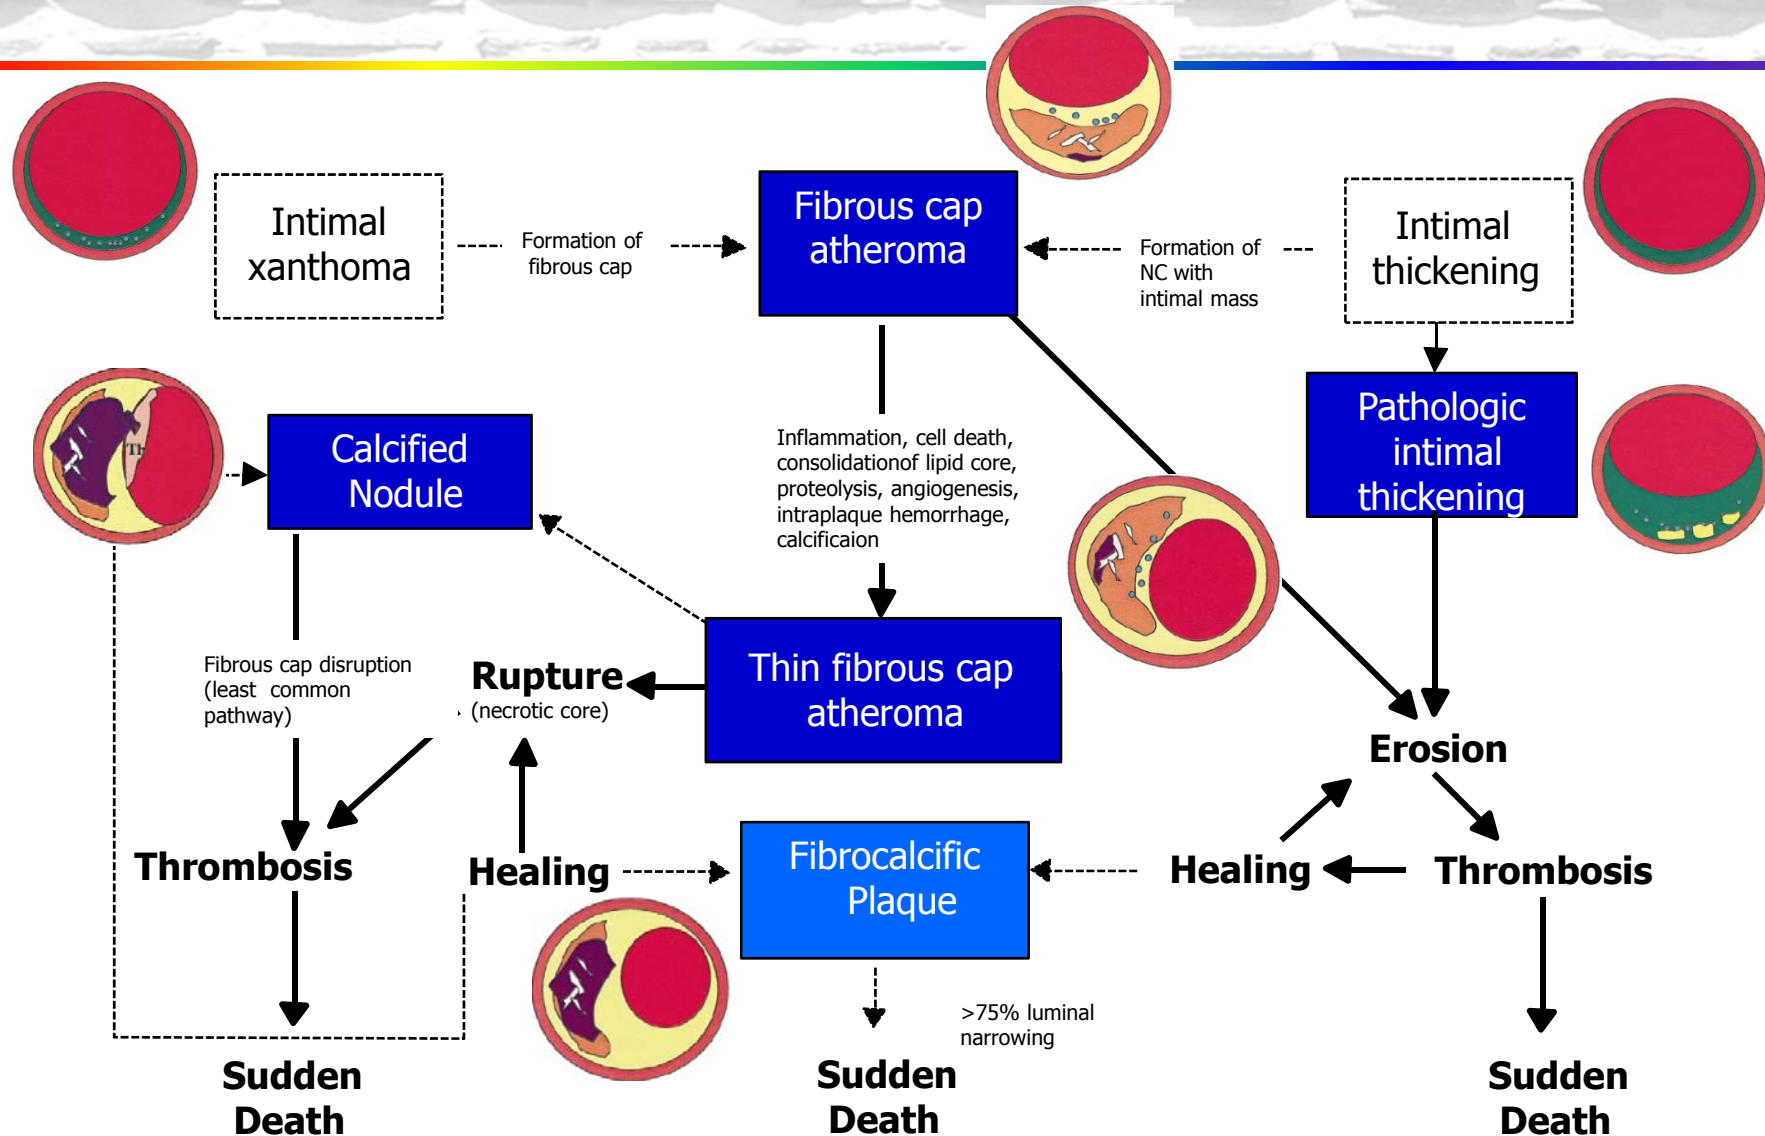 Intimal
xanthoma
Formation of
fibrous cap
Fibrous cap
atheroma
Formation of
NC with
intimal mass
Intimal
thickening
Calcified
Nodule
Th
Inflammation, cell death,
consolidationof lipid core,
proteolysis, angiogenesis,
intraplaque hemorrhage,
calcificaion
Pathologic
intimal
thickening
Fibrous cap disruption
(least common
pathway)
Rupture
(necrotic core)
Thin fibrous cap
atheroma
Erosion
Thrombosis
Healing
Fibrocalcific
Plaque
Healing
Thrombosis
>75% luminal
narrowing
Sudden
Death
Sudden
Death
Sudden
Death